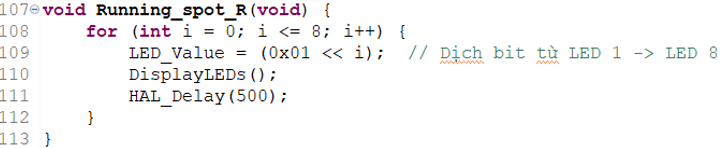 107 void Running_spot_R(void) {
108     for (int i = 0; i <= 8; i++) {
109         LED_Value = (0x01 << i);  // Dịch bit từ LED 1 -> LED 8
110         DisplayLEDs();
111         HAL_Delay(500);
112     }
113 }